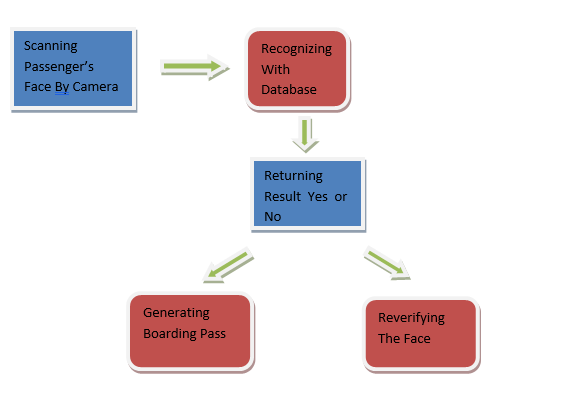 Scanning
Passenger’s
Face By Camera
Recognizing
With
Database
Returning
Result Yes or
No
Generating
Boarding Pass
Reverifying
The Face